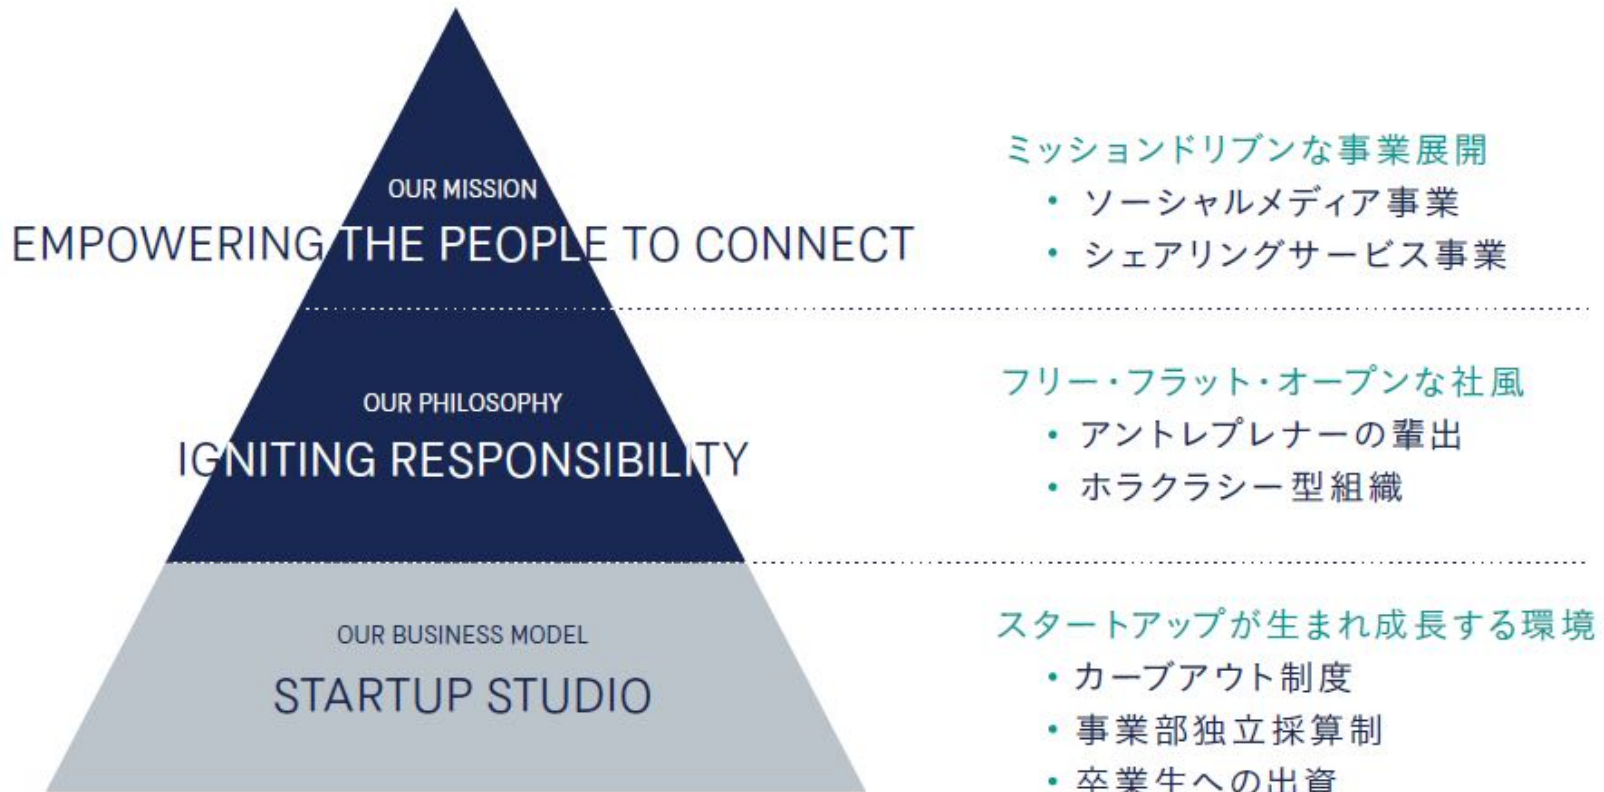 OUR MISSION
EMPOWERING THE PEOPLE TO CONNECT
ミッションドリブンな事業展開
• ソーシャルメディア事業
• シェアリングサービス事業
OUR PHILOSOPHY
IGNITING RESPONSIBILITY
フリー・フラット・オープンな社風
• アントレプレナーの輩出
• ホラクラシー型組織
OUR BUSINESS MODEL
STARTUP STUDIO
スタートアップが生まれ成長する環境
• カーブアウト制度
• 事業部独立採算制
• 卒業生への出資